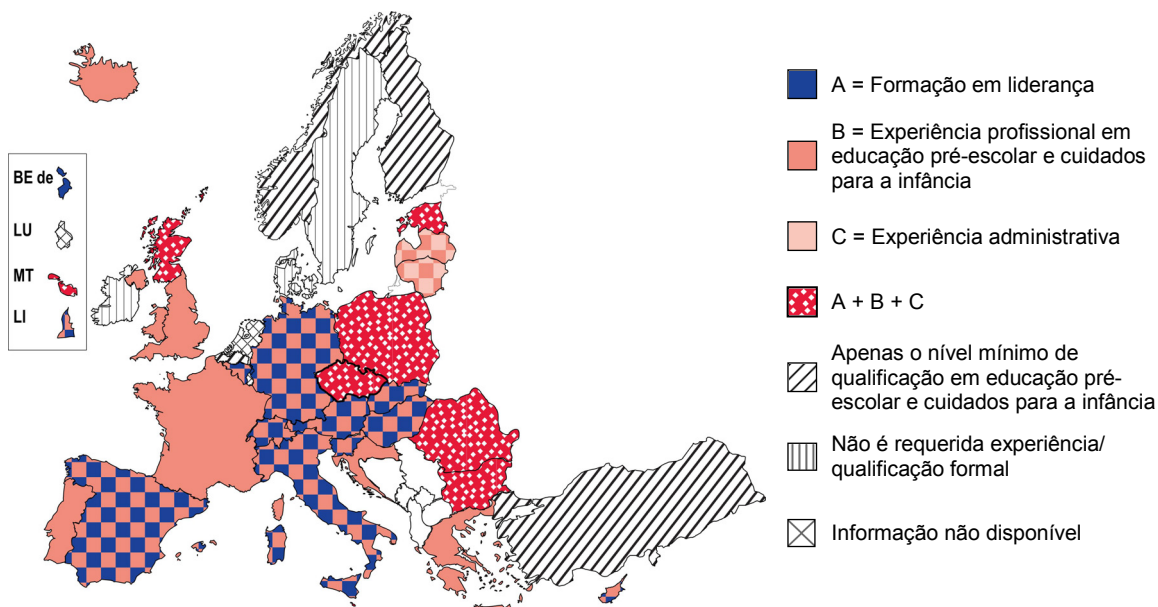 BE de
LU
MT
LI
A = Formação em liderança
B = Experiência profissional em
educação pré-escolar e cuidados
para a infância
C = Experiência administrativa
A + B + C
Apenas o nível mínimo de
qualificação em educação pré-
escolar e cuidados para a infância
Não é requerida experiência/
qualificação formal
Informação não disponível